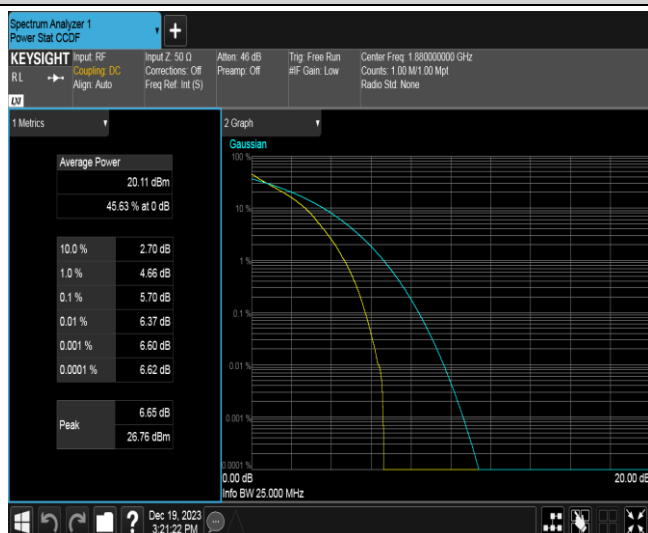 Spectrum Analyzer 1
Power Stat CCDF
+
KEYSIGHT
RL
LXI
Input: RF
Coupling: DC
Align: Auto
Input Z: 50 Ω
Corrections: Off
Freq Ref: Int (S)
Atten: 46 dB
Preamp: Off
Trig: Free Run
#IF Gain: Low
Center Freq: 1.880000000 GHz
Counts: 1.00 M/1.00 Mpt
Radio Std: None
1 Metrics
Average Power
20.11 dBm
45.63 % at 0 dB
10.0 % 2.70 dB
1.0 % 4.66 dB
0.1 % 5.70 dB
0.01 % 6.37 dB
0.001 % 6.60 dB
0.0001 % 6.62 dB
Peak
6.65 dB
26.76 dBm
2 Graph
Gaussian
100 %
10 %
1 %
0.1 %
0.01 %
0.001 %
0.0001 %
0.00 dB 20.00 dB
Info BW 25.000 MHz
?
Dec 19, 2023
3:21:22 PM